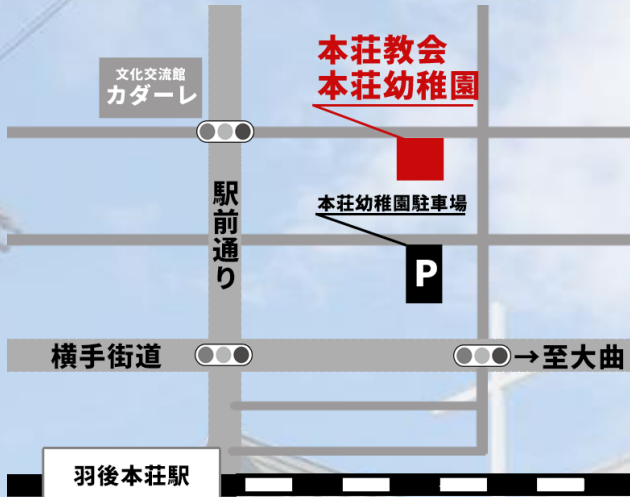 文化交流館
カダーレ
本荘教会
本荘幼稚園
駅前通り
本荘幼稚園駐車場
P
横手街道
→至大曲
羽後本荘駅